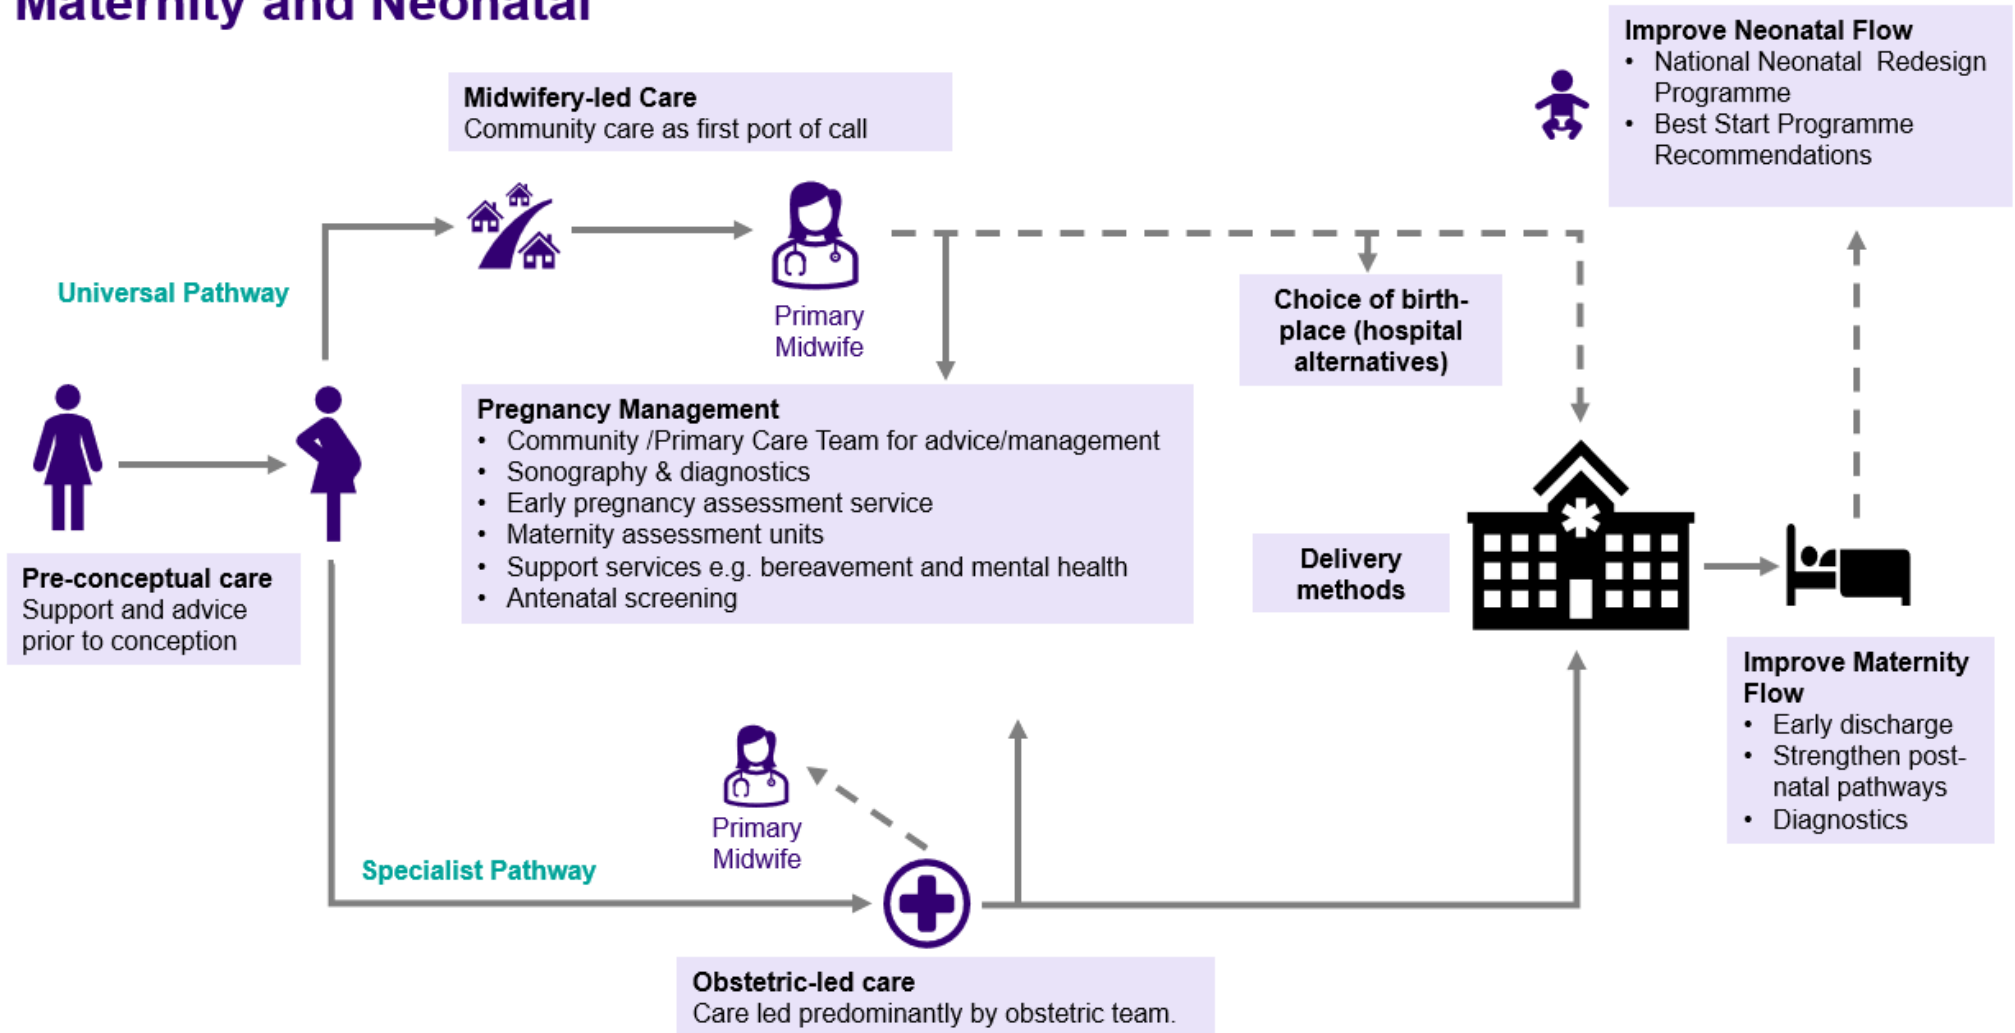 Maternity and Neonatal
Improve Neonatal Flow
• National Neonatal Redesign
Programme
• Best Start Programme
Recommendations
Midwifery-led Care
Community care as first port of call
Universal Pathway
Primary
Midwife
Choice of birth-
place (hospital
alternatives)
Pregnancy Management
• Community /Primary Care Team for advice/management
• Sonography & diagnostics
• Early pregnancy assessment service
• Maternity assessment units
• Support services e.g. bereavement and mental health
• Antenatal screening
Pre-conceptual care
Support and advice
prior to conception
Delivery
methods
Improve Maternity
Flow
• Early discharge
• Strengthen post-
natal pathways
• Diagnostics
Primary
Midwife
Specialist Pathway
Obstetric-led care
Care led predominantly by obstetric team.